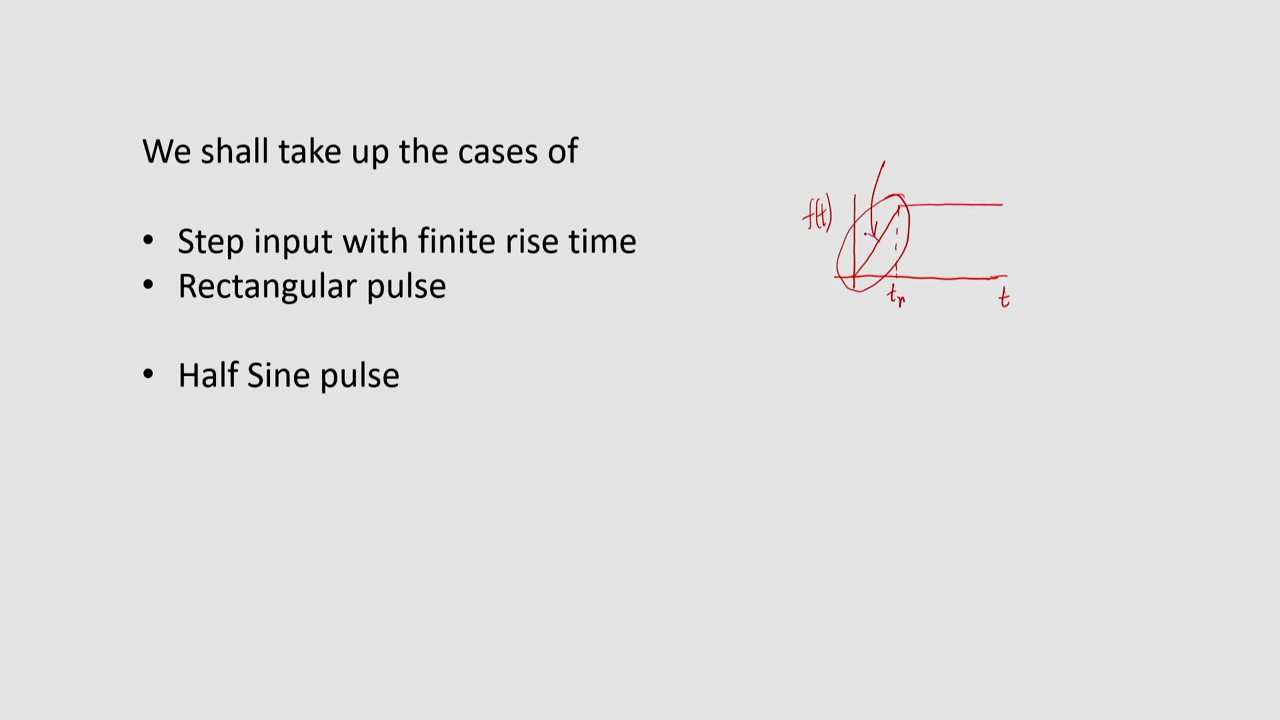 We shall take up the cases of
• Step input with finite rise time
• Rectangular pulse
• Half Sine pulse
f(t)
tr
t